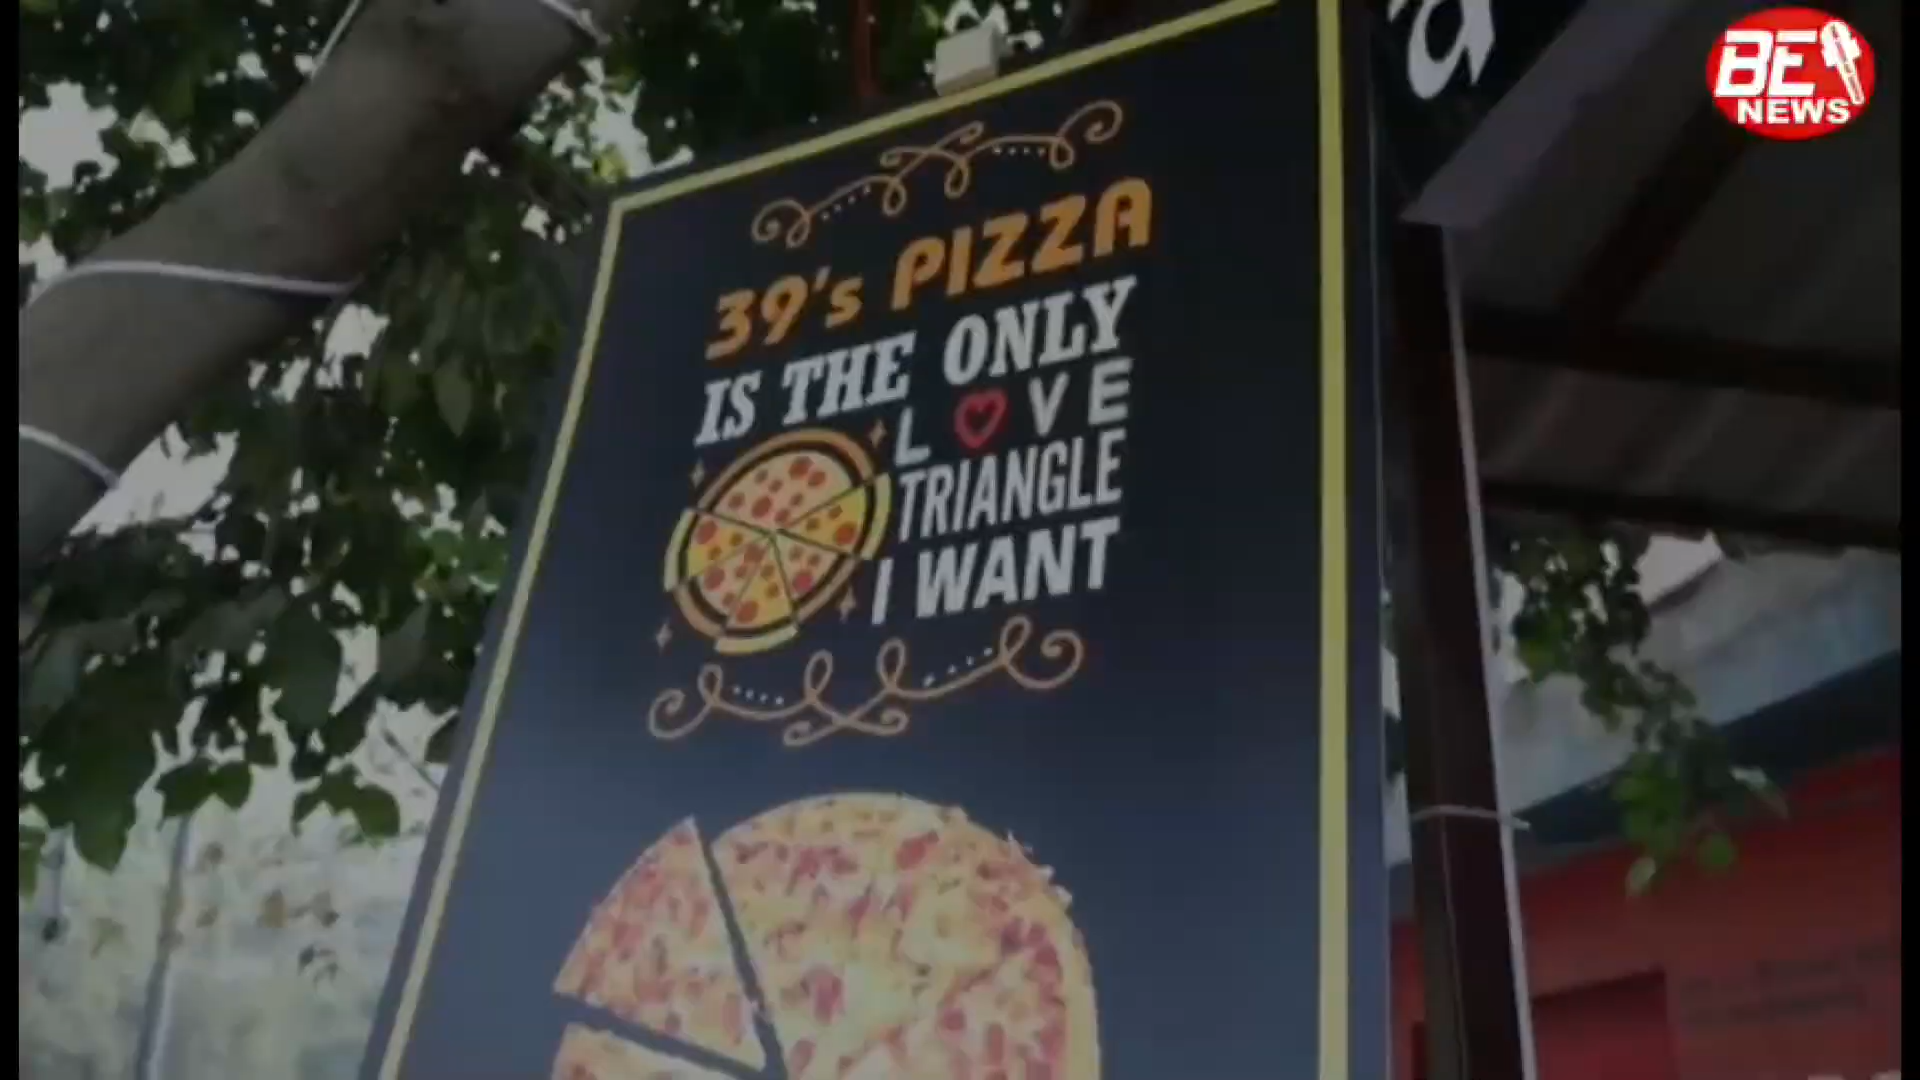 BE
NEWS
a
39's PIZZA
IS THE ONLY
LOVE
TRIANGLE
I WANT